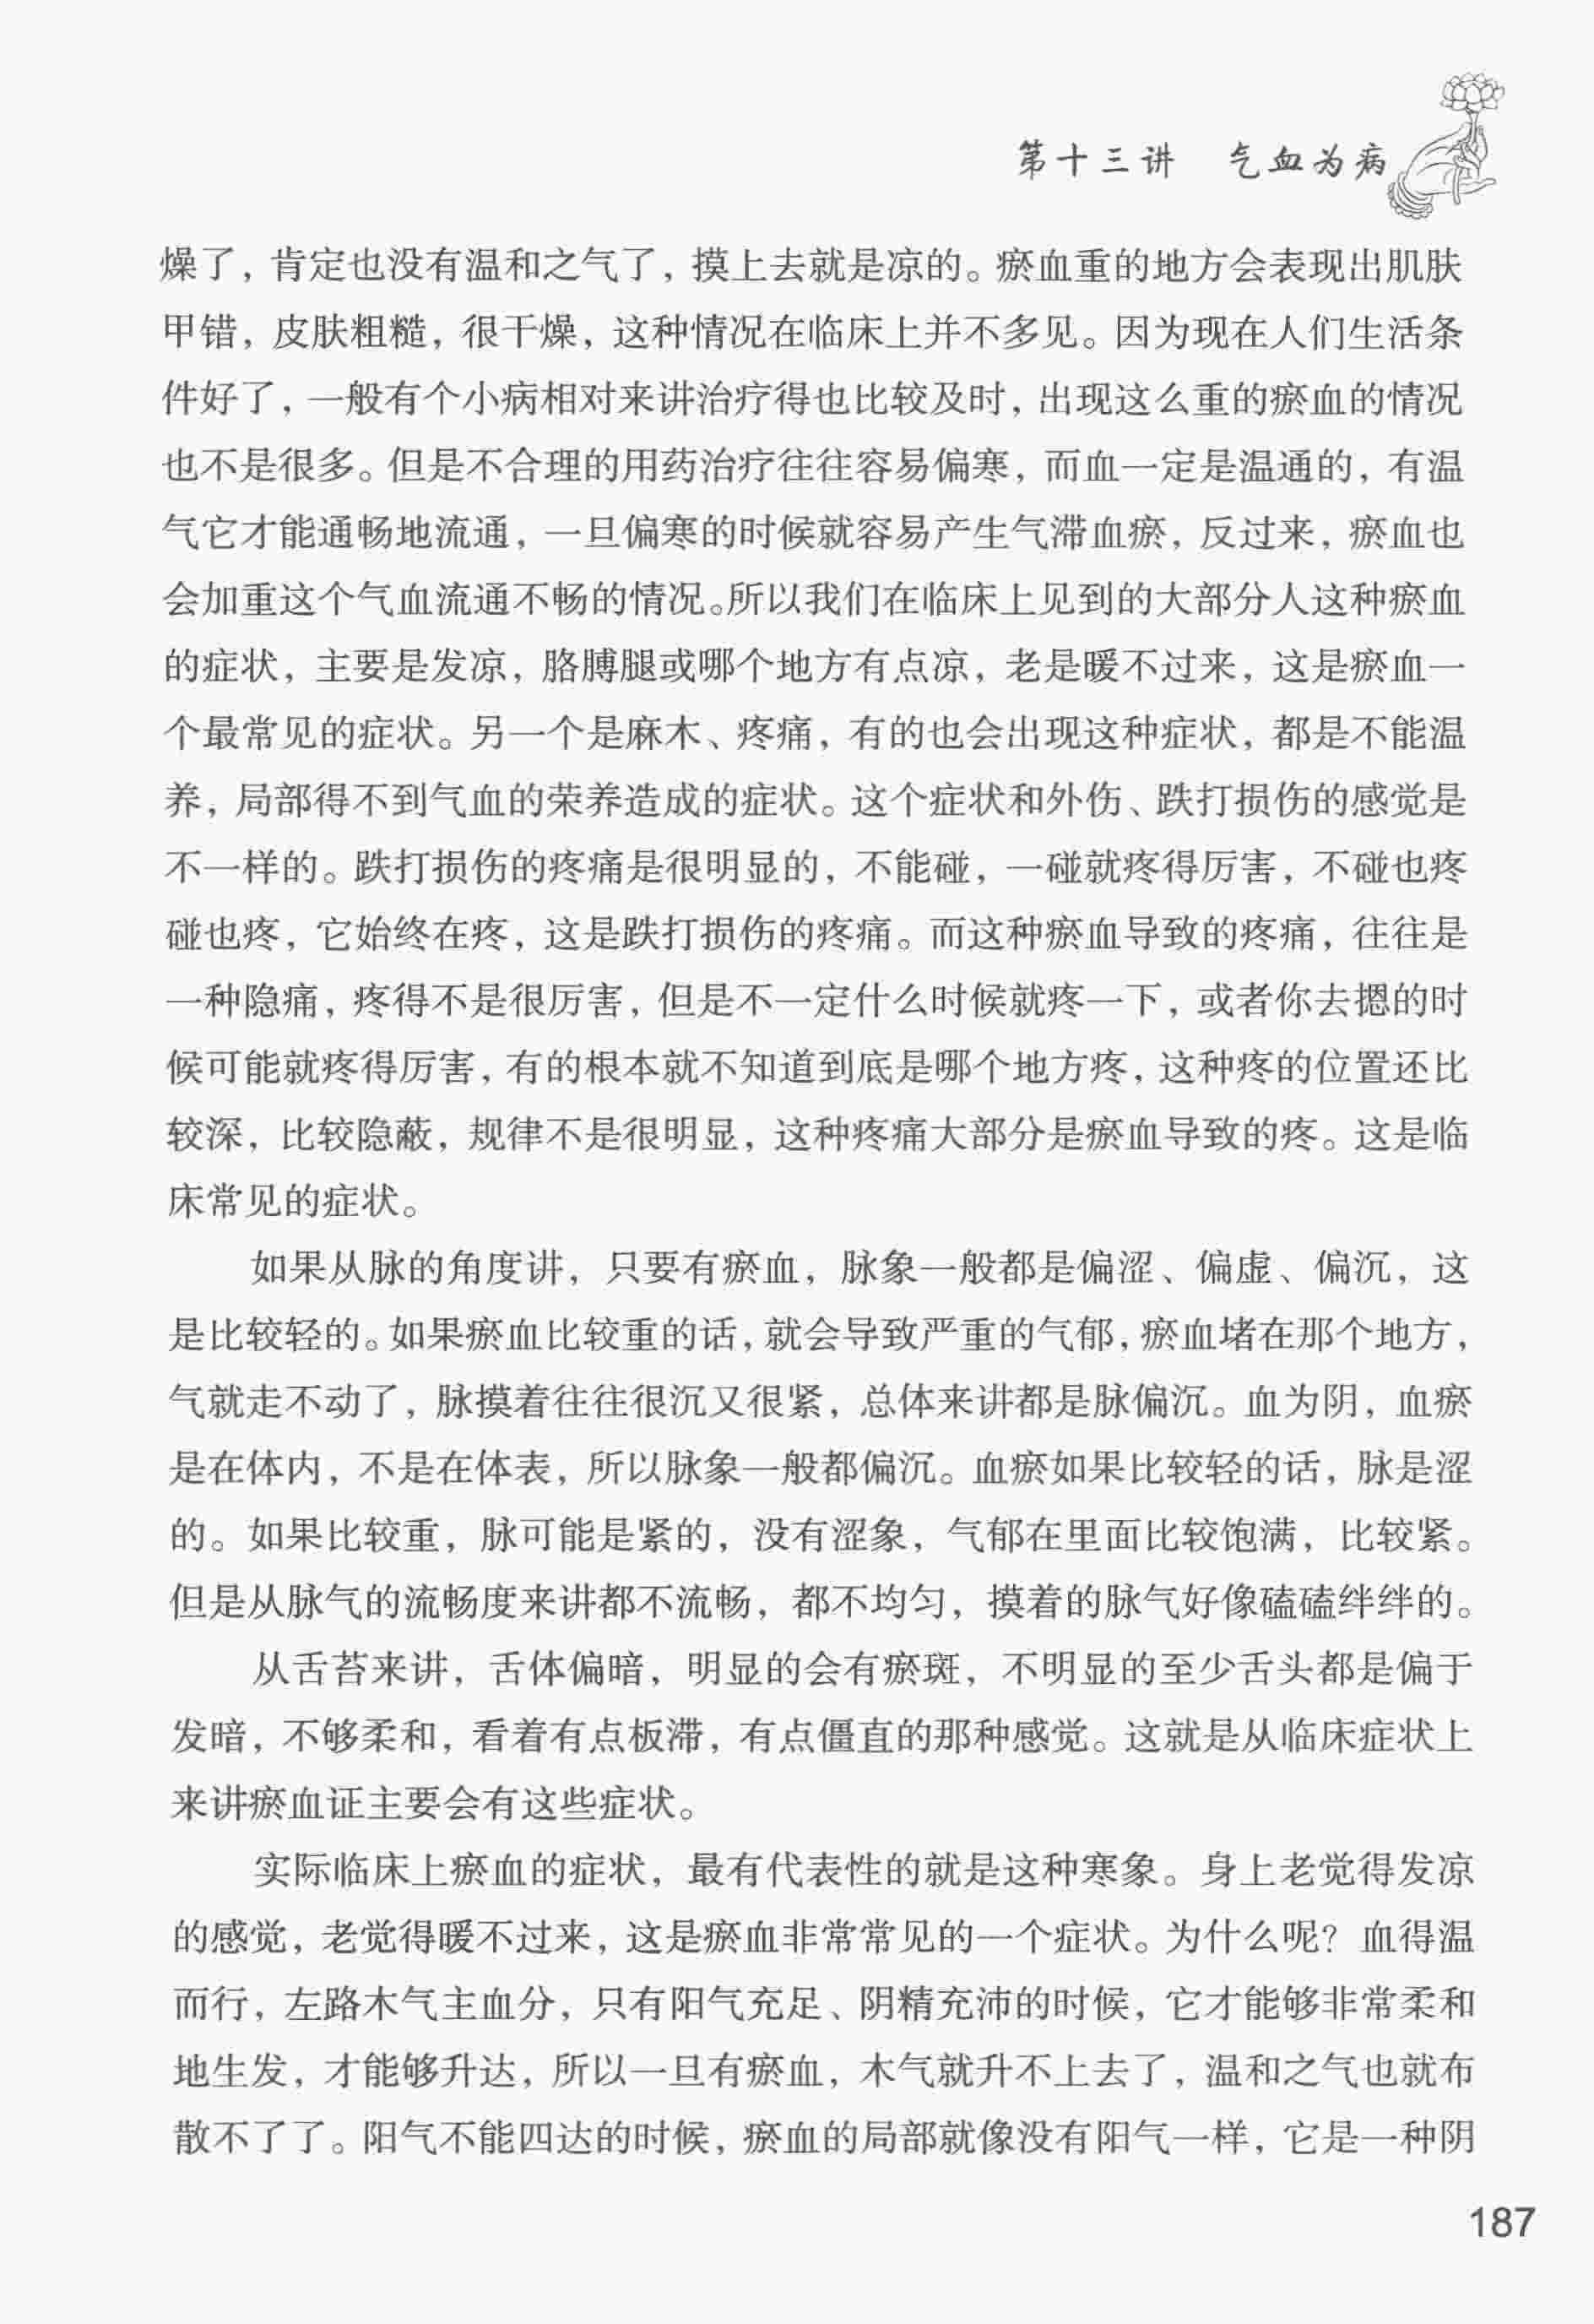 第十三讲 气血为病
燥了，肯定也没有温和之气了，摸上去就是凉的。瘀血重的地方会表现出肌肤
甲错，皮肤粗糙，很干燥，这种情况在临床上并不多见。因为现在人们生活条
件好了，一般有个小病相对来讲治疗得也比较及时，出现这么重的瘀血的情况
也不是很多。但是不合理的用药治疗往往容易偏寒，而血一定是温通的，有温
气它才能通畅地流通，一旦偏寒的时候就容易产生气滞血瘀，反过来，瘀血也
会加重这个气血流通不畅的情况。所以我们在临床上见到的大部分人这种瘀血
的症状，主要是发凉，胳膊腿或哪个地方有点凉，老是暖不过来，这是瘀血一
个最常见的症状。另一个是麻木、疼痛，有的也会出现这种症状，都是不能温
养，局部得不到气血的荣养造成的症状。这个症状和外伤、跌打损伤的感觉是
不一样的。跌打损伤的疼痛是很明显的，不能碰，一碰就疼得厉害，不碰也疼
碰也疼，它始终在疼，这是跌打损伤的疼痛。而这种瘀血导致的疼痛，往往是
一种隐痛，疼得不是很厉害，但是不一定什么时候就疼一下，或者你去摁的时
候可能就疼得厉害，有的根本就不知道到底是哪个地方疼，这种疼的位置还比
较深，比较隐蔽，规律不是很明显，这种疼痛大部分是瘀血导致的疼。这是临
床常见的症状。
如果从脉的角度讲，只要有瘀血，脉象一般都是偏涩、偏虚、偏沉，这
是比较轻的。如果瘀血比较重的话，就会导致严重的气郁，瘀血堵在那个地方，
气就走不动了，脉摸着往往很沉又很紧，总体来讲都是脉偏沉。血为阴，血瘀
是在体内，不是在体表，所以脉象一般都偏沉。血瘀如果比较轻的话，脉是涩
的。如果比较重，脉可能是紧的，没有涩象，气郁在里面比较饱满，比较紧。
但是从脉气的流畅度来讲都不流畅，都不均匀，摸着的脉气好像磕磕绊绊的。
从舌苔来讲，舌体偏暗，明显的会有瘀斑，不明显的至少舌头都是偏于
发暗，不够柔和，看着有点板滞，有点僵直的那种感觉。这就是从临床症状上
来讲瘀血证主要会有这些症状。
实际临床上瘀血的症状，最有代表性的就是这种寒象。身上老觉得发凉
的感觉，老觉得暖不过来，这是瘀血非常常见的一个症状。为什么呢？血得温
而行，左路木气主血分，只有阳气充足、阴精充沛的时候，它才能够非常柔和
地生发，才能够升达，所以一旦有瘀血，木气就升不上去了，温和之气也就布
散不了了。阳气不能四达的时候，瘀血的局部就像没有阳气一样，它是一种阴
187